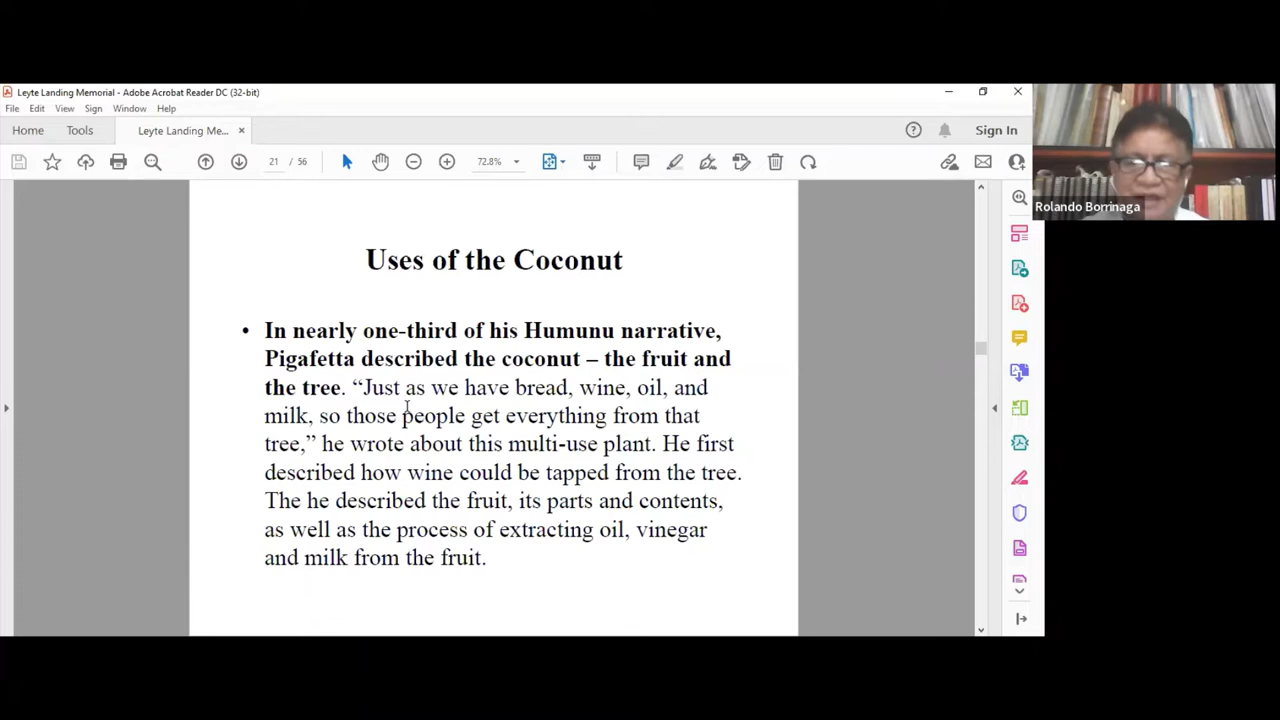 Leyte Landing Memorial - Adobe Acrobat Reader DC (32-bit)
File Edit View Sign Window Help
Home Tools Leyte Landing Me... × Sign In
21 / 56 72.8%
Rolando Borrinaga
Uses of the Coconut
• In nearly one-third of his Humunu narrative,
Pigafetta described the coconut – the fruit and
the tree. “Just as we have bread, wine, oil, and
milk, so those people get everything from that
tree,” he wrote about this multi-use plant. He first
described how wine could be tapped from the tree.
The he described the fruit, its parts and contents,
as well as the process of extracting oil, vinegar
and milk from the fruit.